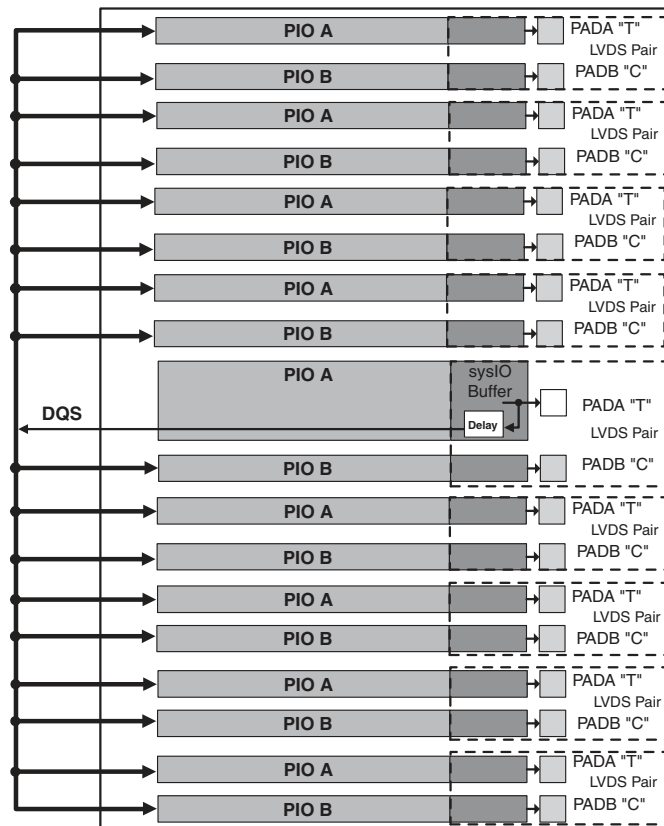 PIO A PADA "T"
LVDS Pair
PIO B PADB "C"
PIO A PADA "T"
LVDS Pair
PIO B PADB "C"
PIO A PADA "T"
LVDS Pair
PIO B PADB "C"
PIO A PADA "T"
LVDS Pair
PIO B PADB "C"
PIO A sysIO
Buffer
PADA "T"
DQS Delay
LVDS Pair
PIO B PADB "C"
PIO A PADA "T"
LVDS Pair
PIO B PADB "C"
PIO A PADA "T"
LVDS Pair
PIO B PADB "C"
PIO A PADA "T"
LVDS Pair
PIO B PADB "C"
PIO A PADA "T"
LVDS Pair
PIO B PADB "C"